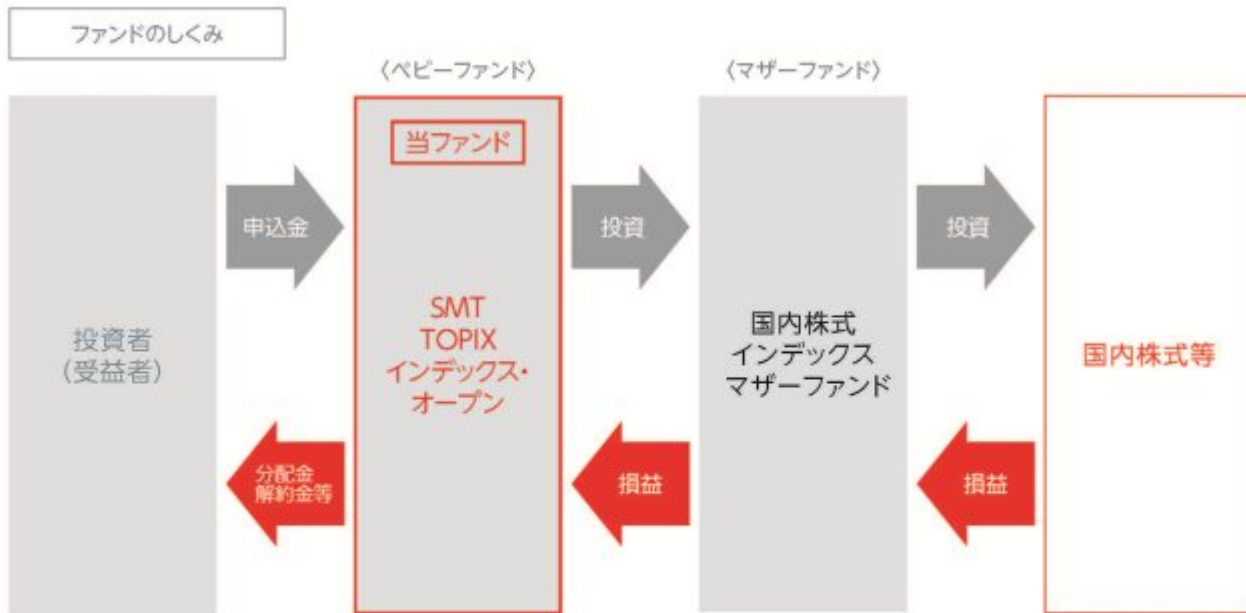 ファンドのしくみ
〈ベビーファンド〉
〈マザーファンド〉
投資者
(受益者)
申込金
分配金
解約金等
当ファンド
SMT
TOPIX
インデックス・
オープン
投資
損益
国内株式
インデックス
マザーファンド
投資
損益
国内株式等